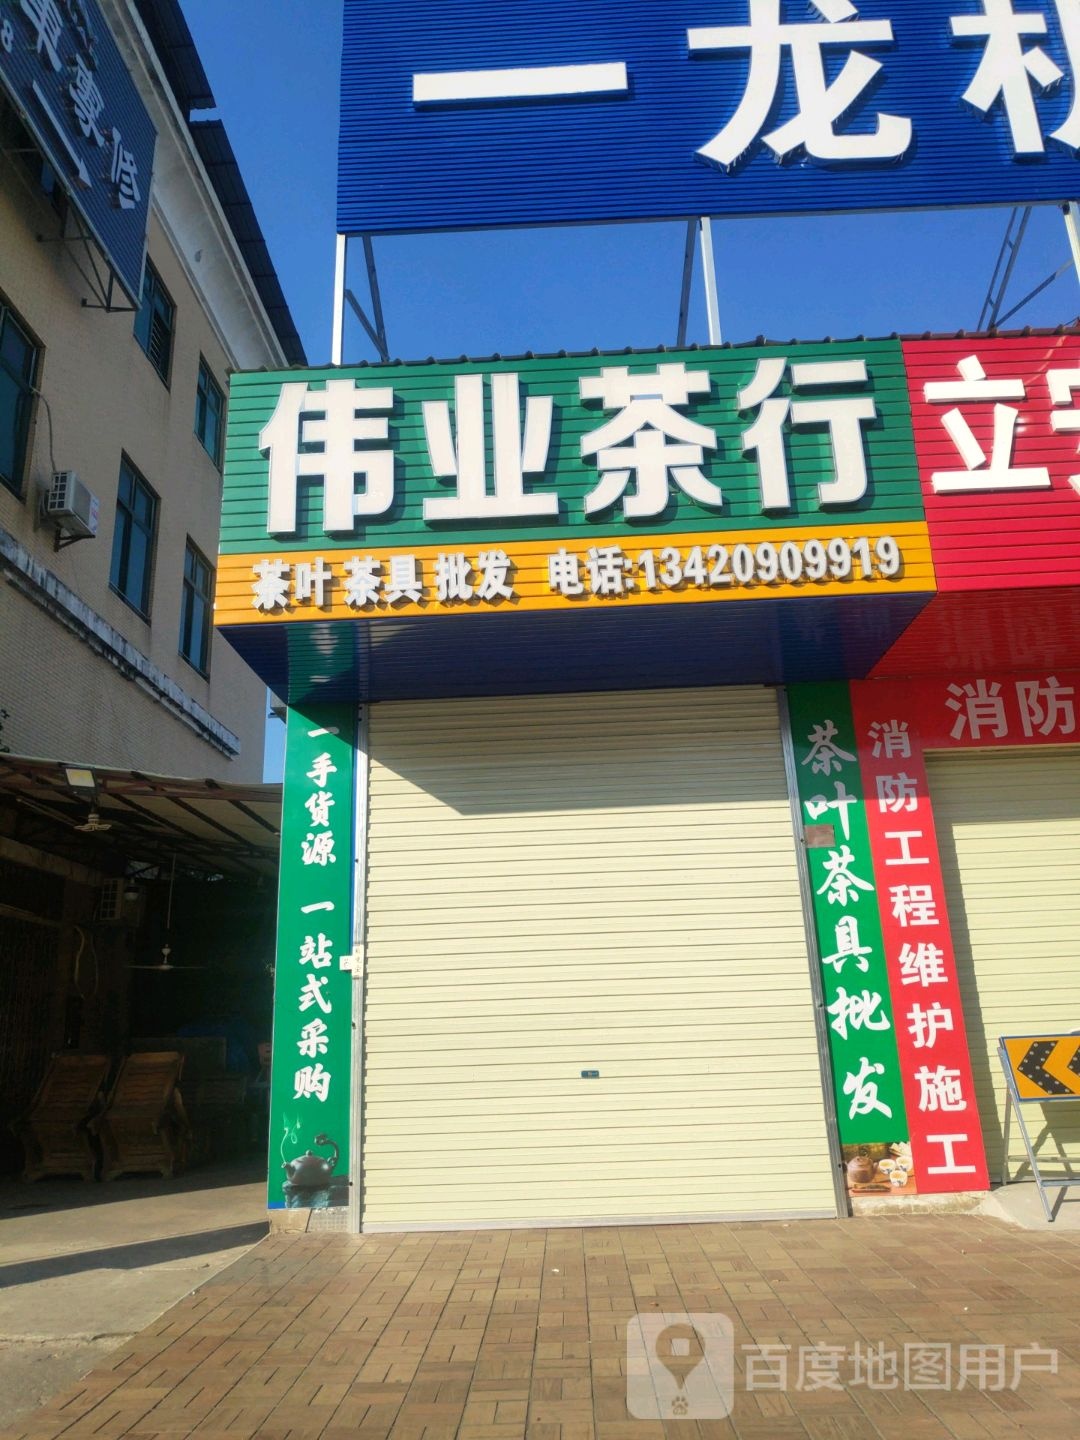 一龙机
伟业茶行
茶叶 茶具 批发 电话:13420909919
立安
消防
一手货源 一站式采购
茶叶茶具批发
消防工程维护施工
百度地图用户